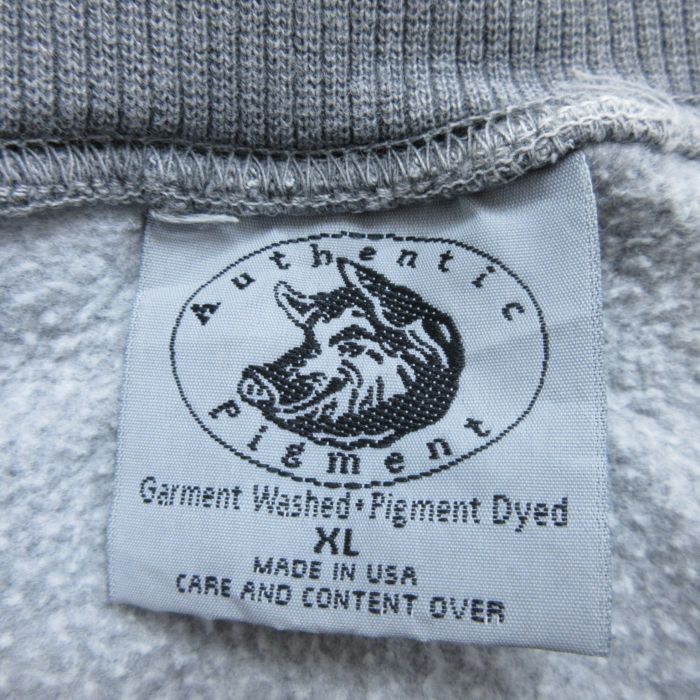 Authentic
Pigment
Garment Washed • Pigment Dyed
XL
MADE IN USA
CARE AND CONTENT OVER